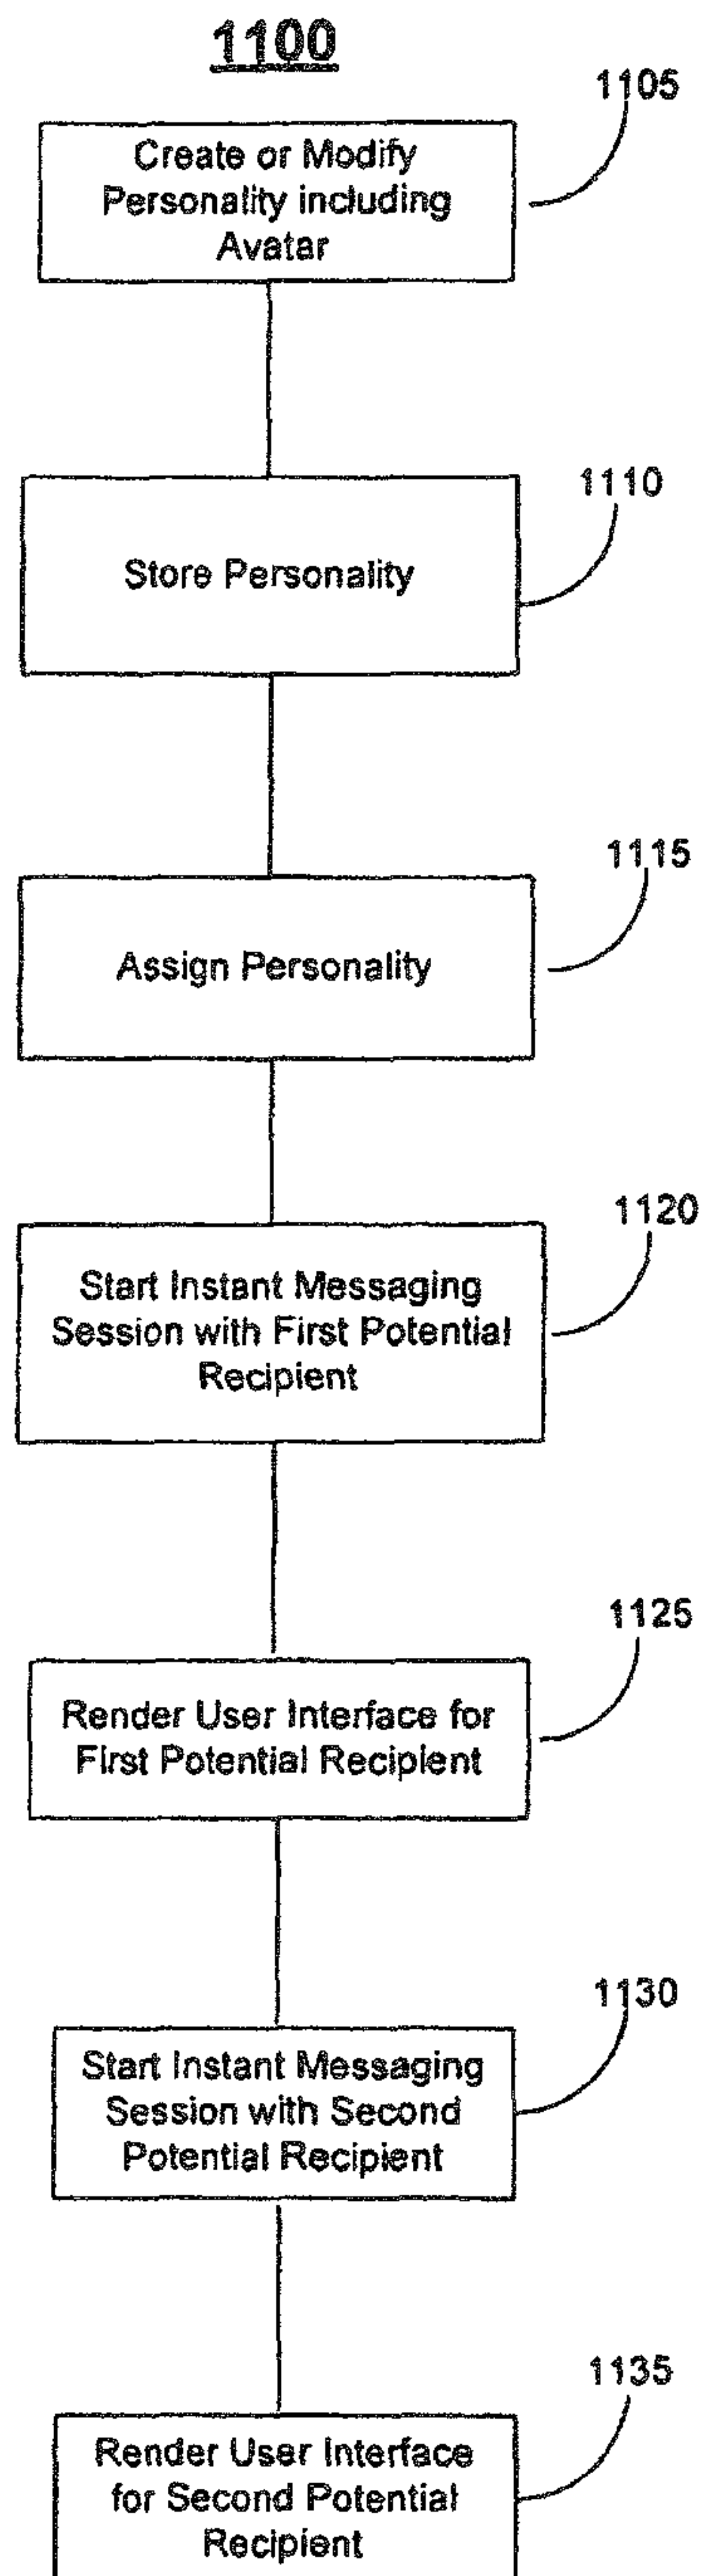 1100
1105
Create or Modify
Personality including
Avatar
1110
Store Personality
1115
Assign Personality
1120
Start Instant Messaging
Session with First Potential
Recipient
1125
Render User Interface for
First Potential Recipient
1130
Start Instant Messaging
Session with Second
Potential Recipient
1135
Render User Interface
for Second Potential
Recipient